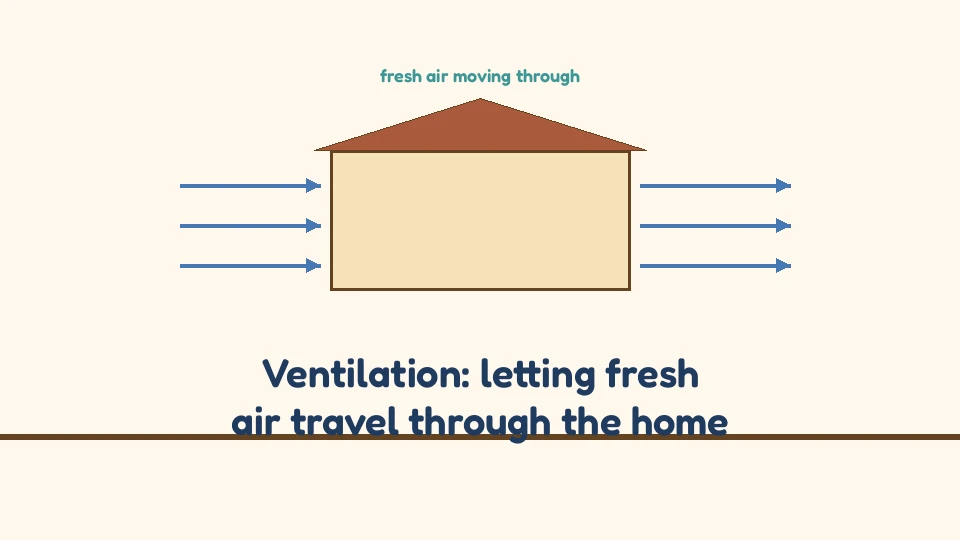 fresh air moving through
Ventilation: letting fresh
air travel through the home